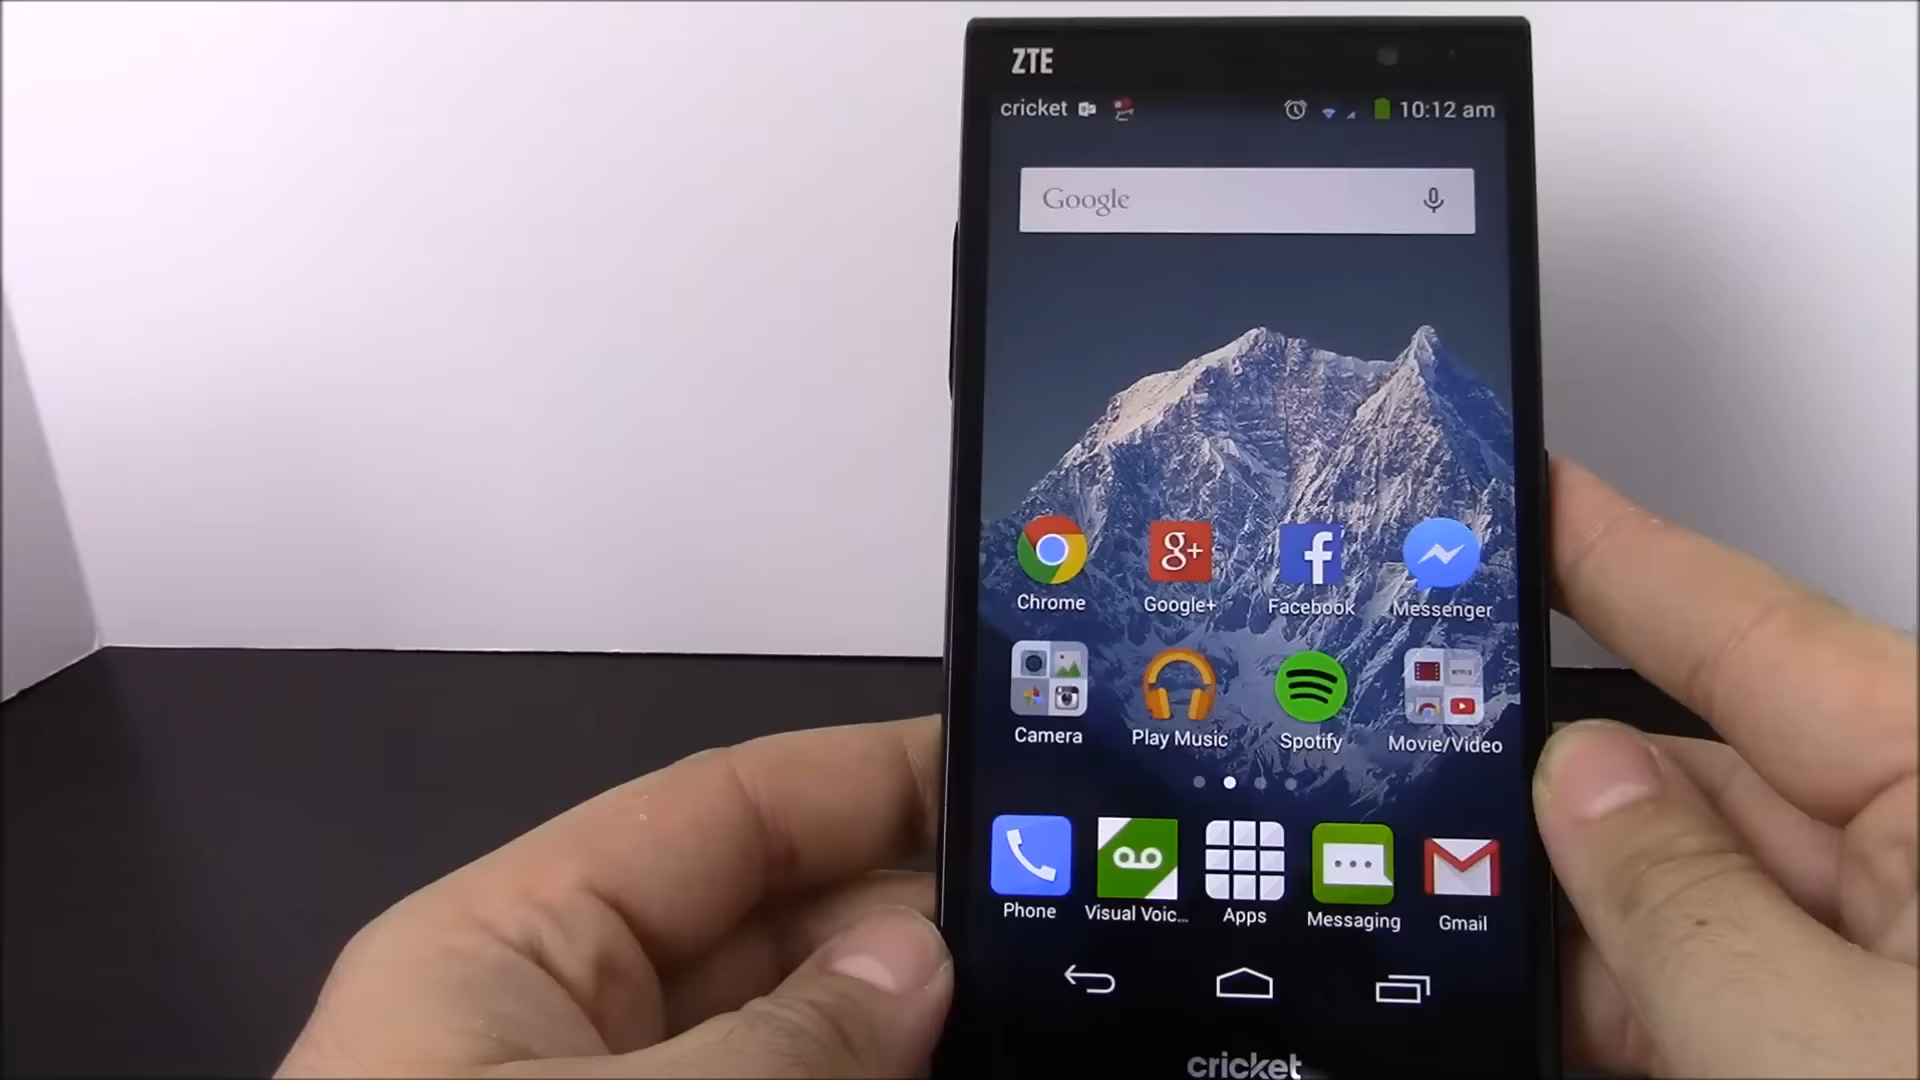 ZTE
cricket 10:12 am
Google
Chrome Google+ Facebook Messenger
Camera Play Music Spotify Movie/Video
Phone Visual Voic... Apps Messaging Gmail
cricket